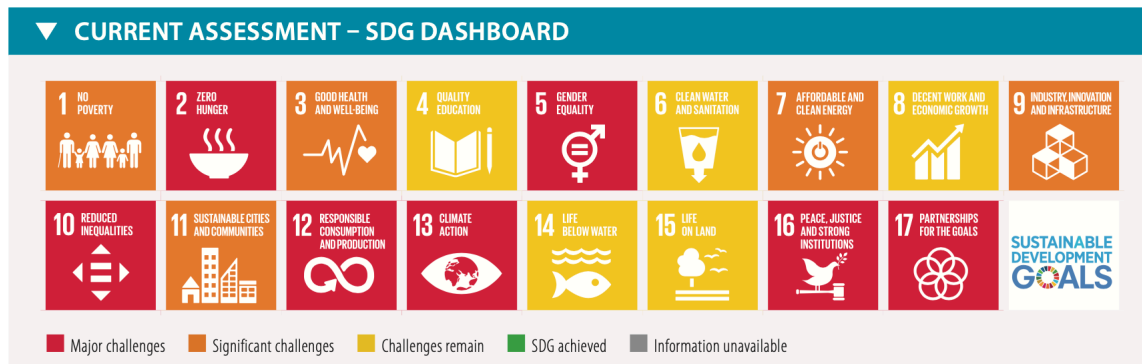 ▼ CURRENT ASSESSMENT – SDG DASHBOARD
1 NO
POVERTY
2 ZERO
HUNGER
3 GOOD HEALTH
AND WELL-BEING
4 QUALITY
EDUCATION
5 GENDER
EQUALITY
6 CLEAN WATER
AND SANITATION
7 AFFORDABLE AND
CLEAN ENERGY
8 DECENT WORK AND
ECONOMIC GROWTH
9 INDUSTRY, INNOVATION
AND INFRASTRUCTURE
10 REDUCED
INEQUALITIES
11 SUSTAINABLE CITIES
AND COMMUNITIES
12 RESPONSIBLE
CONSUMPTION
AND PRODUCTION
13 CLIMATE
ACTION
14 LIFE
BELOW WATER
15 LIFE
ON LAND
16 PEACE, JUSTICE
AND STRONG
INSTITUTIONS
17 PARTNERSHIPS
FOR THE GOALS
SUSTAINABLE
DEVELOPMENT
GOALS
Major challenges
Significant challenges
Challenges remain
SDG achieved
Information unavailable